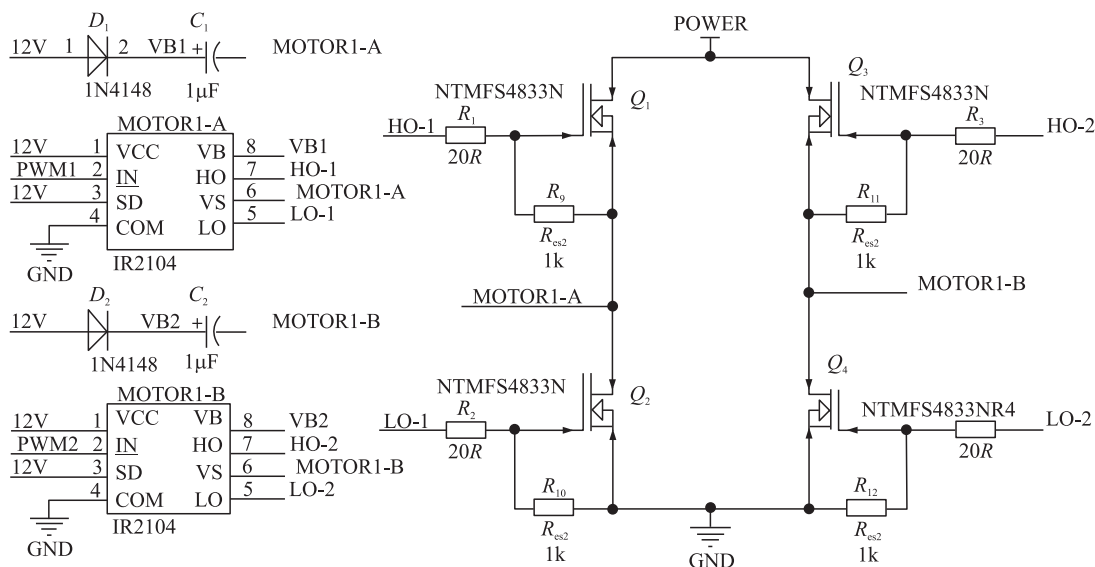 D₁ C₁
12V 1 2 VB1 + MOTOR1-A
1N4148 1μF
MOTOR1-A
12V 1 VCC VB 8 VB1
PWM1 2 IN HO 7 HO-1
12V 3 SD VS 6 MOTOR1-A
4 COM LO 5 LO-1
GND IR2104
D₂ C₂
12V VB2 + MOTOR1-B
1N4148 1μF
MOTOR1-B
12V 1 VCC VB 8 VB2
PWM2 2 IN HO 7 HO-2
12V 3 SD VS 6 MOTOR1-B
4 COM LO 5 LO-2
GND IR2104
POWER
NTMFS4833N Q₁
HO-1 R₁
20R
R₉
Rₑₛ₂
1k
Q₃
NTMFS4833N
R₃ HO-2
20R
R₁₁
Rₑₛ₂
1k
MOTOR1-A MOTOR1-B
NTMFS4833N Q₂
LO-1 R₂
20R
R₁₀
Rₑₛ₂
1k
Q₄
NTMFS4833NR4 LO-2
20R
R₁₂
Rₑₛ₂
1k
GND